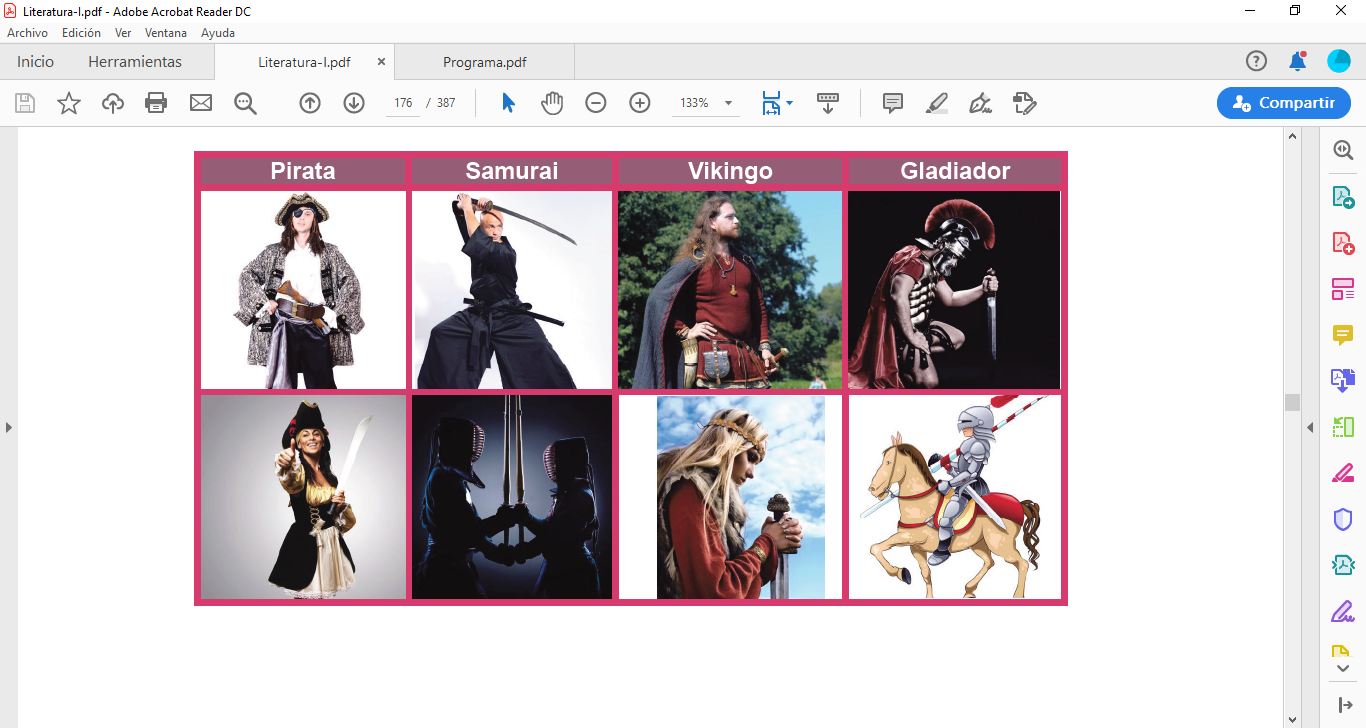 Literatura-I.pdf - Adobe Acrobat Reader DC
Archivo Edición Ver Ventana Ayuda
Inicio Herramientas Literatura-I.pdf × Programa.pdf
176 / 387 133% Compartir
Pirata Samurai Vikingo Gladiador